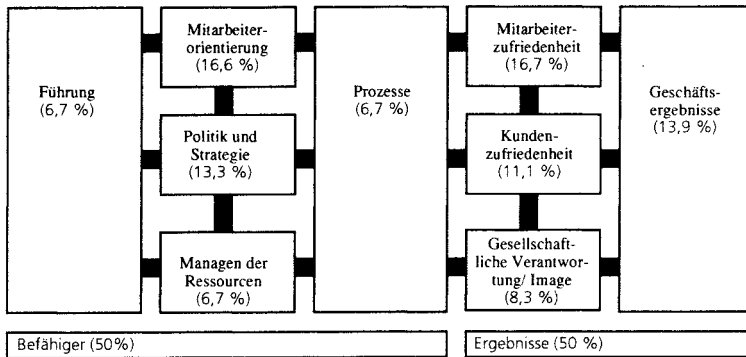 Führung
(6,7 %)
Mitarbeiter-
orientierung
(16,6 %)
Politik und
Strategie
(13,3 %)
Managen der
Ressourcen
(6,7 %)
Prozesse
(6,7 %)
Mitarbeiter-
zufriedenheit
(16,7 %)
Kunden-
zufriedenheit
(11,1 %)
Gesellschaft-
liche Verantwor-
tung/ Image
(8,3 %)
Geschäfts-
ergebnisse
(13,9 %)
Befähiger (50%)
Ergebnisse (50 %)